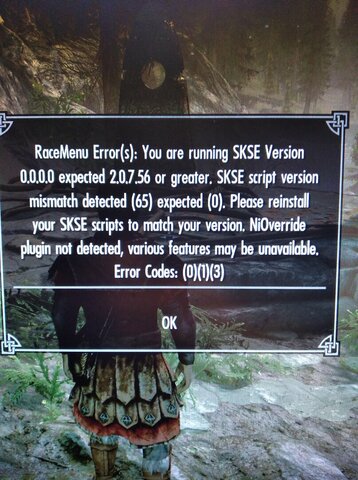 RaceMenu Error(s): You are running SKSE Version
0.0.0.0 expected 2.0.7.56 or greater. SKSE script version
mismatch detected (65) expected (0). Please reinstall
your SKSE scripts to match your version. NiOverride
plugin not detected, various features may be unavailable.
Error Codes: (0)(1)(3)
OK